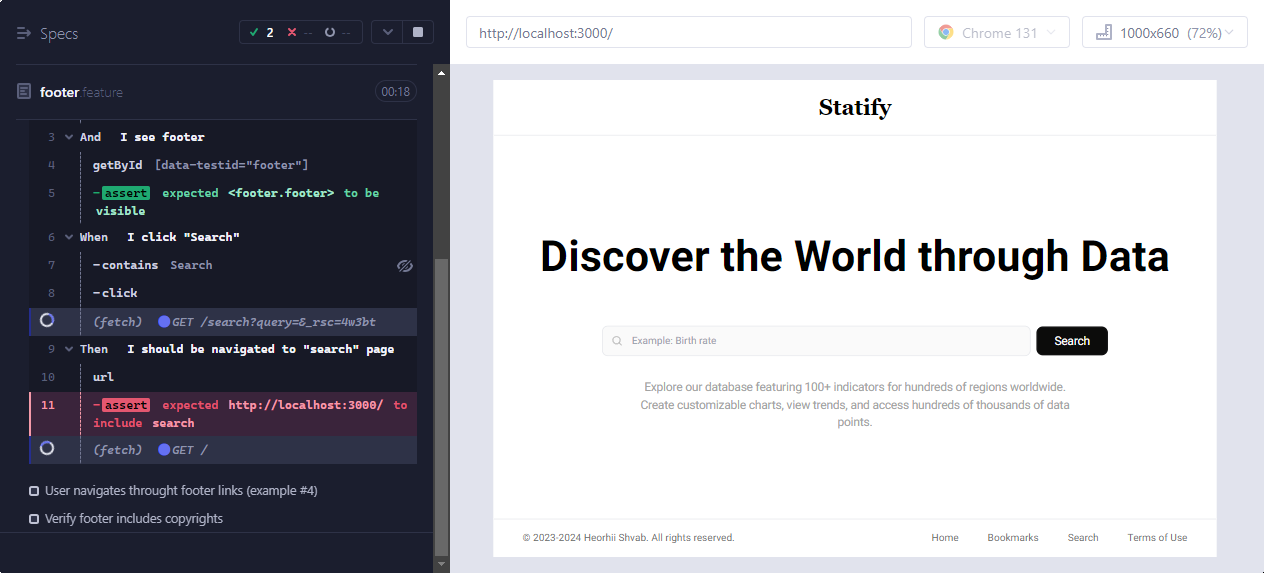 Specs
2 -- --
footer.feature
00:18
3 And I see footer
4 getById [data-testid="footer"]
5 -assert expected <footer.footer> to be
visible
6 When I click "Search"
7 -contains Search
8 -click
(fetch) GET /search?query=&_rsc=4w3bt
9 Then I should be navigated to "search" page
10 url
11 -assert expected http://localhost:3000/ to
include search
(fetch) GET /
User navigates throught footer links (example #4)
Verify footer includes copyrights
http://localhost:3000/
Chrome 131
1000x660 (72%)
Statify
Discover the World through Data
Example: Birth rate
Search
Explore our database featuring 100+ indicators for hundreds of regions worldwide.
Create customizable charts, view trends, and access hundreds of thousands of data
points.
© 2023-2024 Heorhii Shvab. All rights reserved.
Home Bookmarks Search Terms of Use